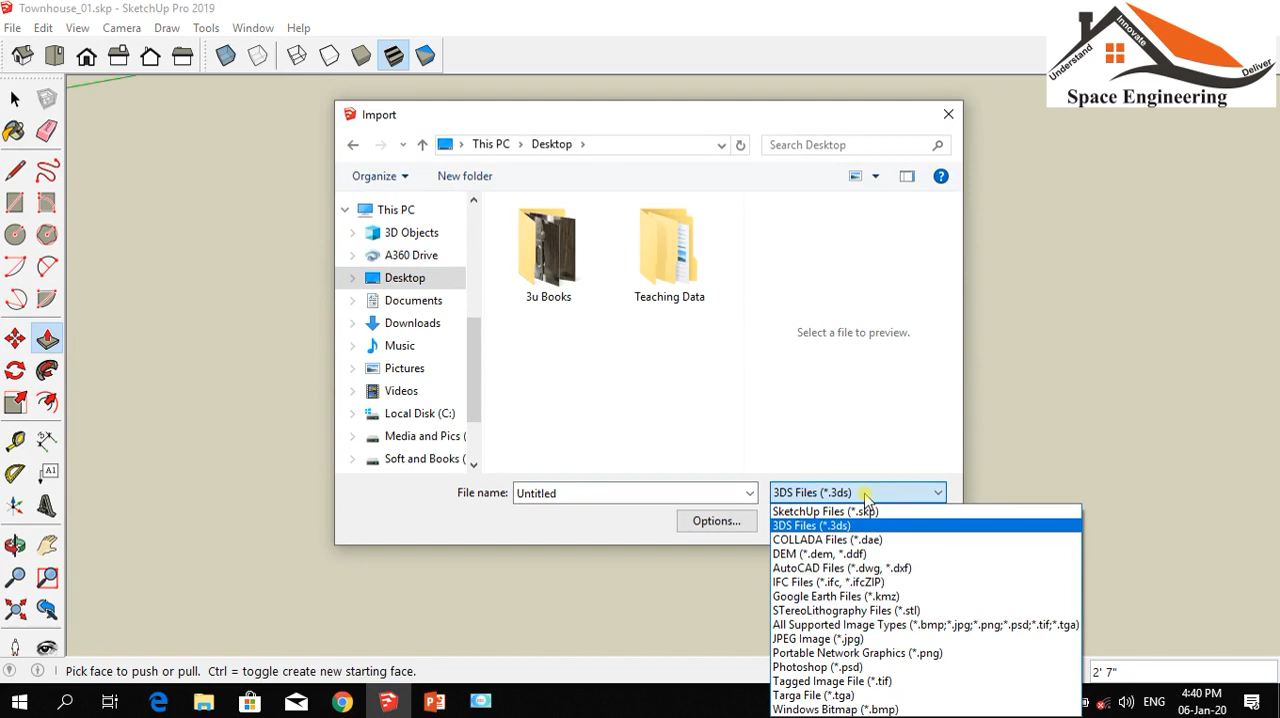 Townhouse_01.skp - SketchUp Pro 2019
File Edit View Camera Draw Tools Window Help
Understand
Innovate
Deliver
Space Engineering
Import
This PC > Desktop >
Search Desktop
Organize
New folder
This PC
3D Objects
A360 Drive
Desktop
Documents
Downloads
Music
Pictures
Videos
Local Disk (C:)
Media and Pics (
Soft and Books (
3u Books
Teaching Data
Select a file to preview.
File name:
Untitled
3DS Files (*.3ds)
Options...
SketchUp Files (*.skp)
3DS Files (*.3ds)
COLLADA Files (*.dae)
DEM (*.dem, *.ddf)
AutoCAD Files (*.dwg, *.dxf)
IFC Files (*.ifc, *.ifcZIP)
Google Earth Files (*.kmz)
STereoLithography Files (*.stl)
All Supported Image Types (*.bmp;*.jpg;*.png;*.psd;*.tif;*.tga)
JPEG Image (*.jpg)
Portable Network Graphics (*.png)
Photoshop (*.psd)
Tagged Image File (*.tif)
Targa File (*.tga)
Windows Bitmap (*.bmp)
A1
Pick face to push or pull. Ctrl = toggle create new starting face.
2' 7"
ENG
4:40 PM
06-Jan-20